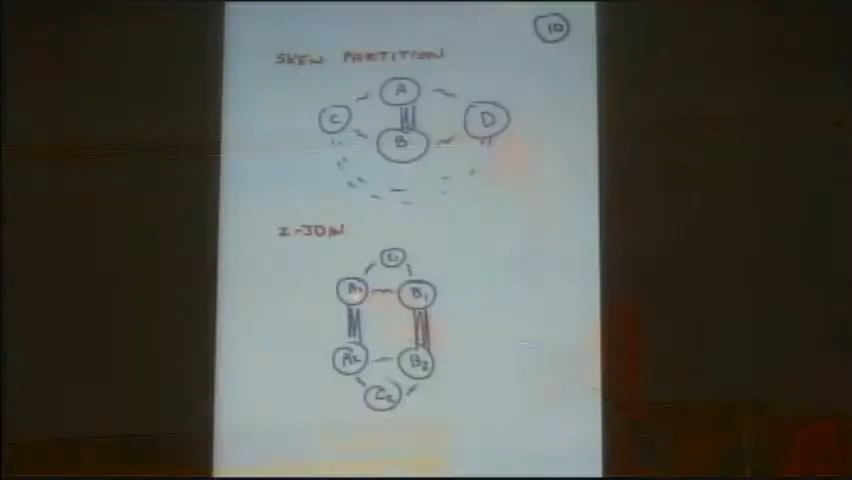 10
SKEW PARTITION
A
C
D
B
2-JOIN
C1
A1 B1
A2 B2
C2